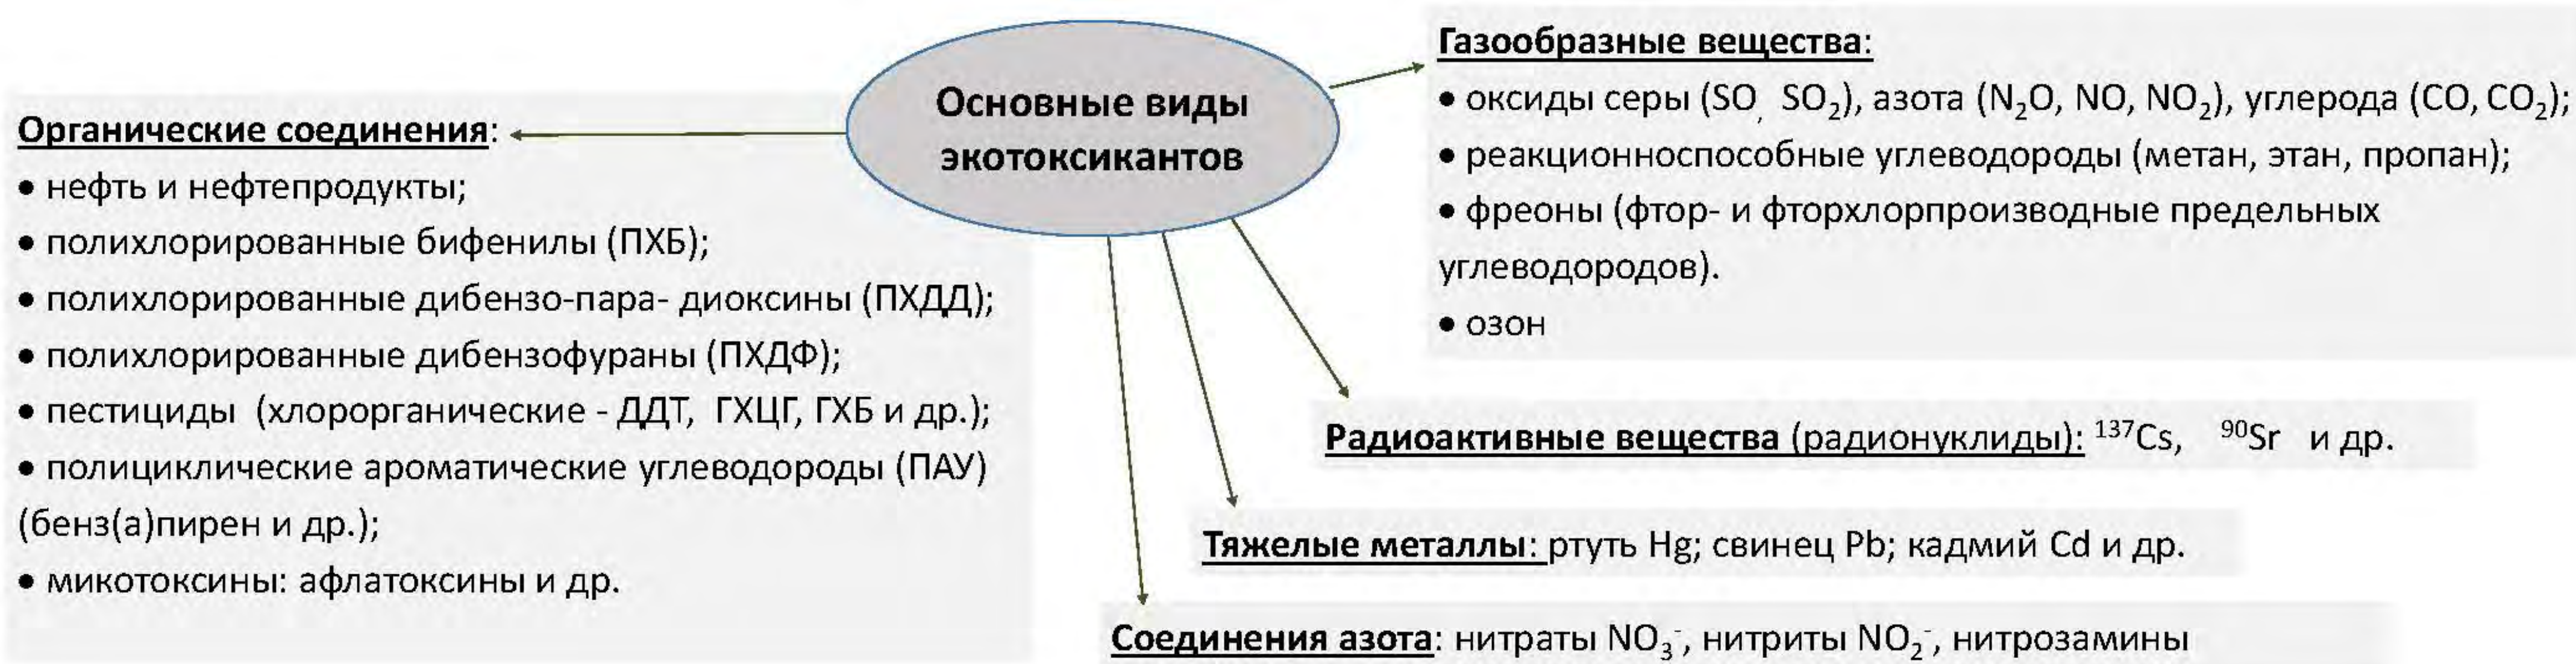 Основные виды
экотоксикантов
Органические соединения:
• нефть и нефтепродукты;
• полихлорированные бифенилы (ПХБ);
• полихлорированные дибензо-пара- диоксины (ПХДД);
• полихлорированные дибензофураны (ПХДФ);
• пестициды (хлорорганические - ДДТ, ГХЦГ, ГХБ и др.);
• полициклические ароматические углеводороды (ПАУ)
(бенз(а)пирен и др.);
• микотоксины: афлатоксины и др.
Газообразные вещества:
• оксиды серы (SO, SO₂), азота (N₂O, NO, NO₂), углерода (CO, CO₂);
• реакционноспособные углеводороды (метан, этан, пропан);
• фреоны (фтор- и фторхлорпроизводные предельных
углеводородов).
• озон
Радиоактивные вещества (радионуклиды): ¹³⁷Cs, ⁹⁰Sr и др.
Тяжелые металлы: ртуть Hg; свинец Pb; кадмий Cd и др.
Соединения азота: нитраты NO₃⁻, нитриты NO₂⁻, нитрозамины